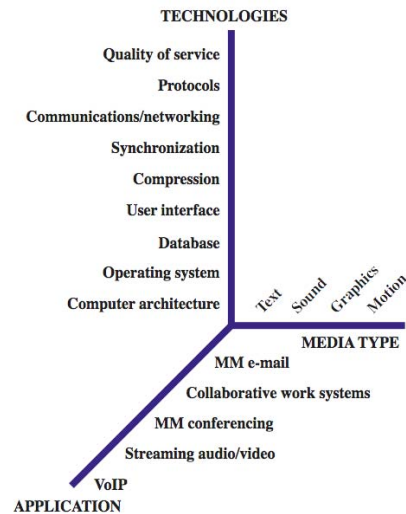 TECHNOLOGIES
Quality of service
Protocols
Communications/networking
Synchronization
Compression
User interface
Database
Operating system
Computer architecture
Text
Sound
Graphics
Motion
MEDIA TYPE
MM e-mail
Collaborative work systems
MM conferencing
Streaming audio/video
VoIP
APPLICATION